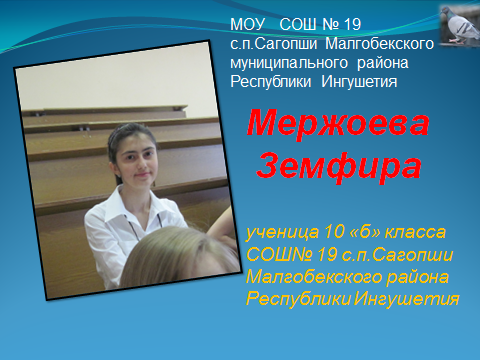 МОУ СОШ № 19
с.п.Сагопши Малгобекского
муниципального района
Республики Ингушетия
Мержоева
Земфира
ученица 10 «б» класса
СОШ№ 19 с.п.Сагопши
Малгобекского района
Республики Ингушетия